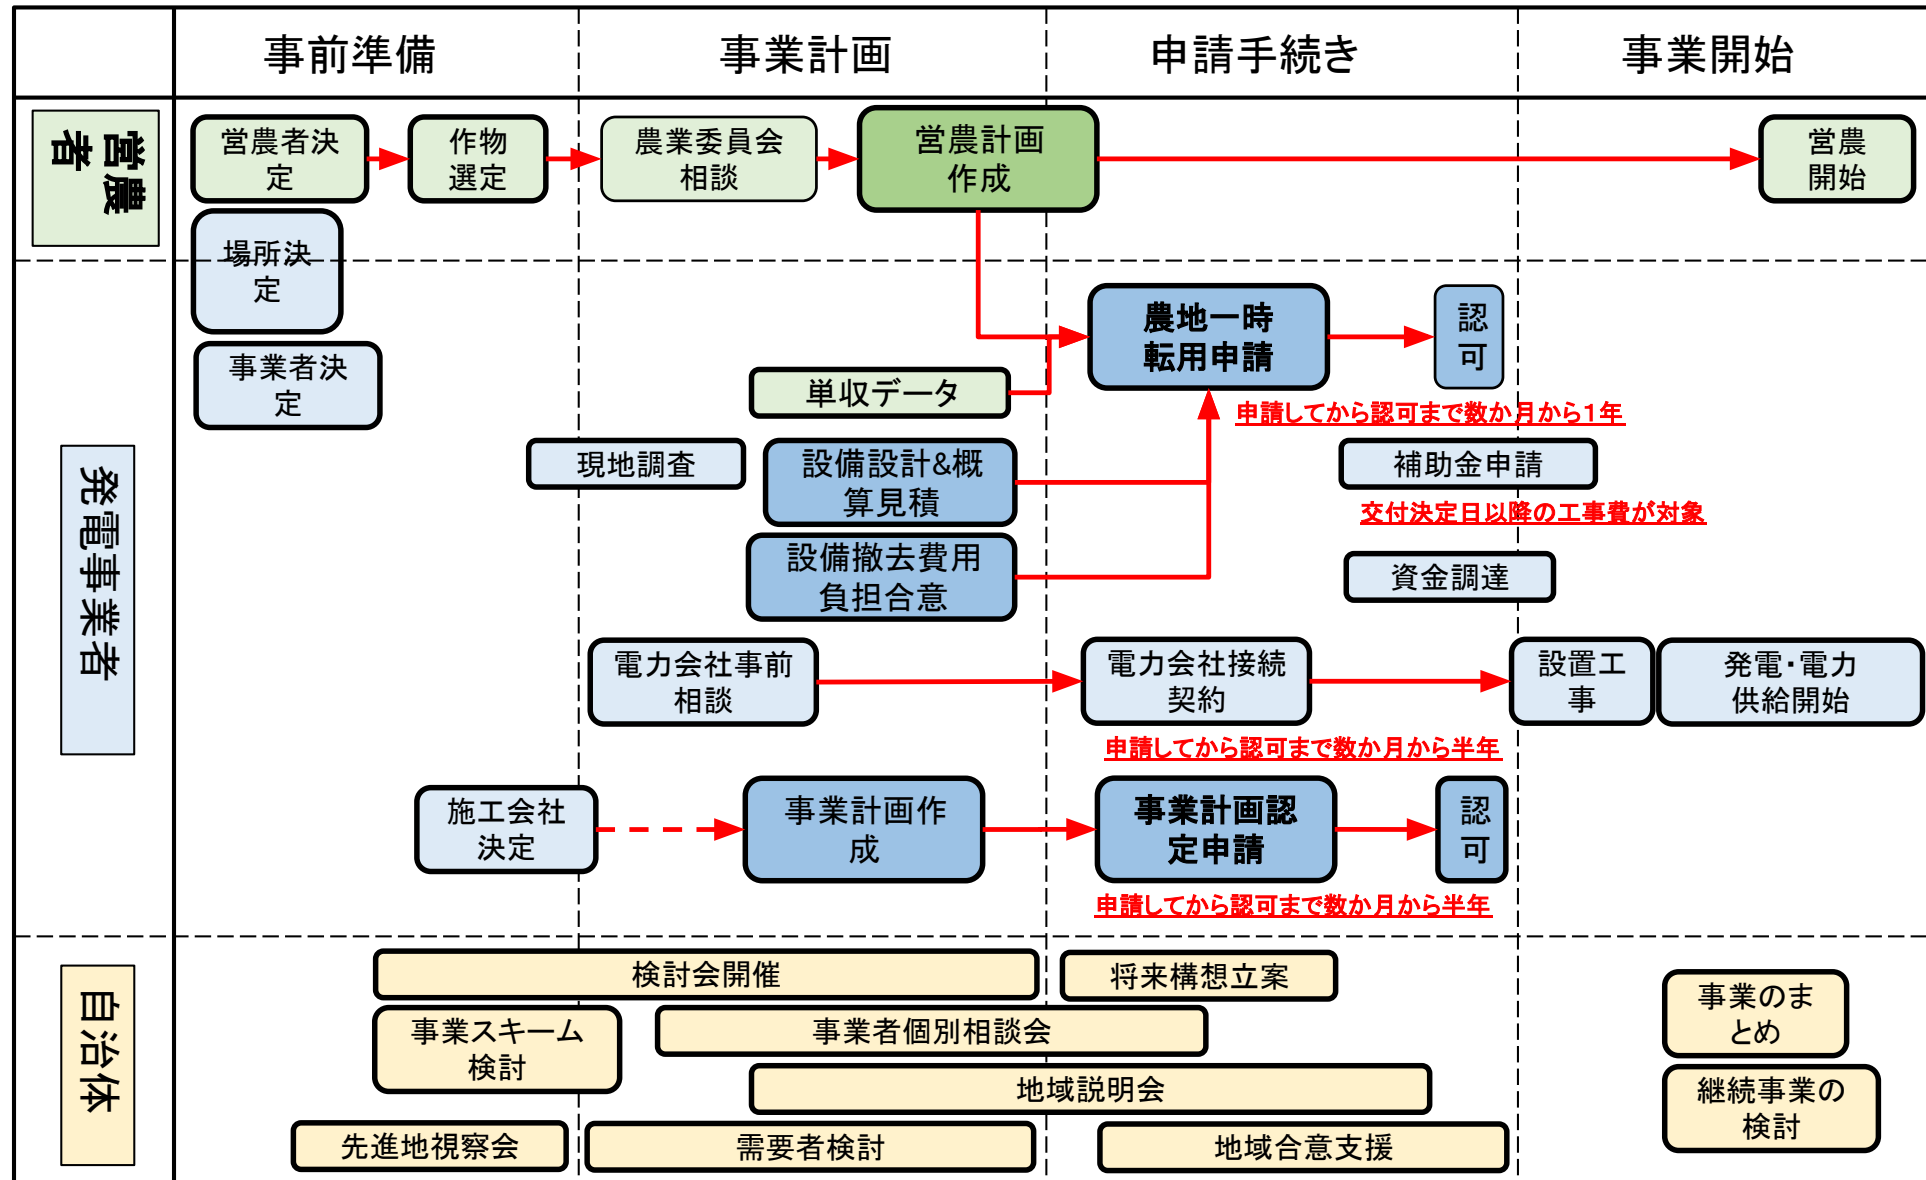 事前準備
事業計画
申請手続き
事業開始
営農
者
営農者決
定
作物
選定
農業委員会
相談
営農計画
作成
営農
開始
場所決
定
発電事業者
事業者決
定
農地一時
転用申請
認
可
申請してから認可まで数か月から1年
単収データ
現地調査
設備設計&概
算見積
補助金申請
交付決定日以降の工事費が対象
設備撤去費用
負担合意
資金調達
電力会社事前
相談
電力会社接続
契約
設置工
事
発電・電力
供給開始
申請してから認可まで数か月から半年
施工会社
決定
事業計画作
成
事業計画認
定申請
認
可
申請してから認可まで数か月から半年
自治体
検討会開催
将来構想立案
事業のま
とめ
事業スキーム
検討
事業者個別相談会
地域説明会
継続事業の
検討
先進地視察会
需要者検討
地域合意支援